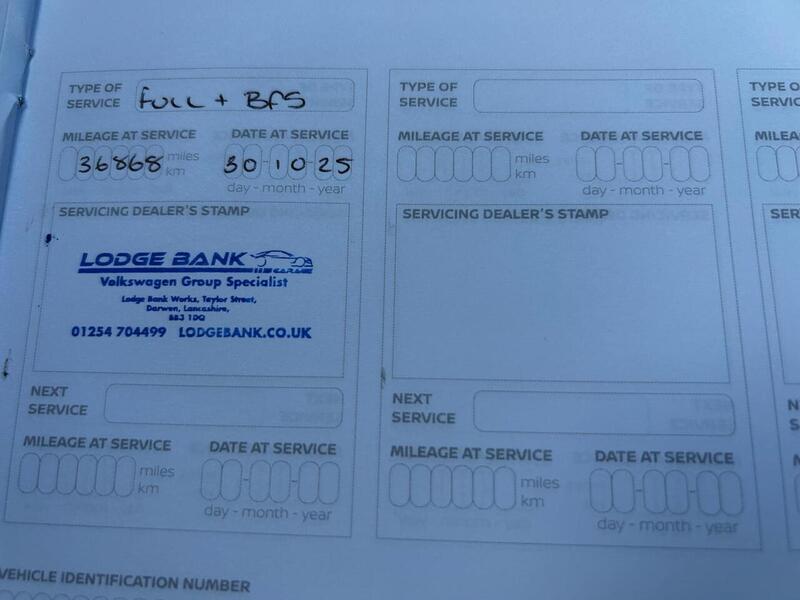 TYPE OF SERVICE FULL + BFS
MILEAGE AT SERVICE DATE AT SERVICE
36868 miles km 30-10-25
day - month - year
SERVICING DEALER'S STAMP
LODGE BANK
CARS
Volkswagen Group Specialist
Lodge Bank Works, Taylor Street,
Darwen, Lancashire,
BB3 1DQ
01254 704499 LODGEBANK.CO.UK
NEXT SERVICE
MILEAGE AT SERVICE DATE AT SERVICE
miles km
day - month - year
TYPE OF SERVICE
MILEAGE AT SERVICE DATE AT SERVICE
miles km
day - month - year
SERVICING DEALER'S STAMP
NEXT SERVICE
MILEAGE AT SERVICE DATE AT SERVICE
miles km
day - month - year
TYPE O
SERVIC
MILEA
SER
N
S
VEHICLE IDENTIFICATION NUMBER